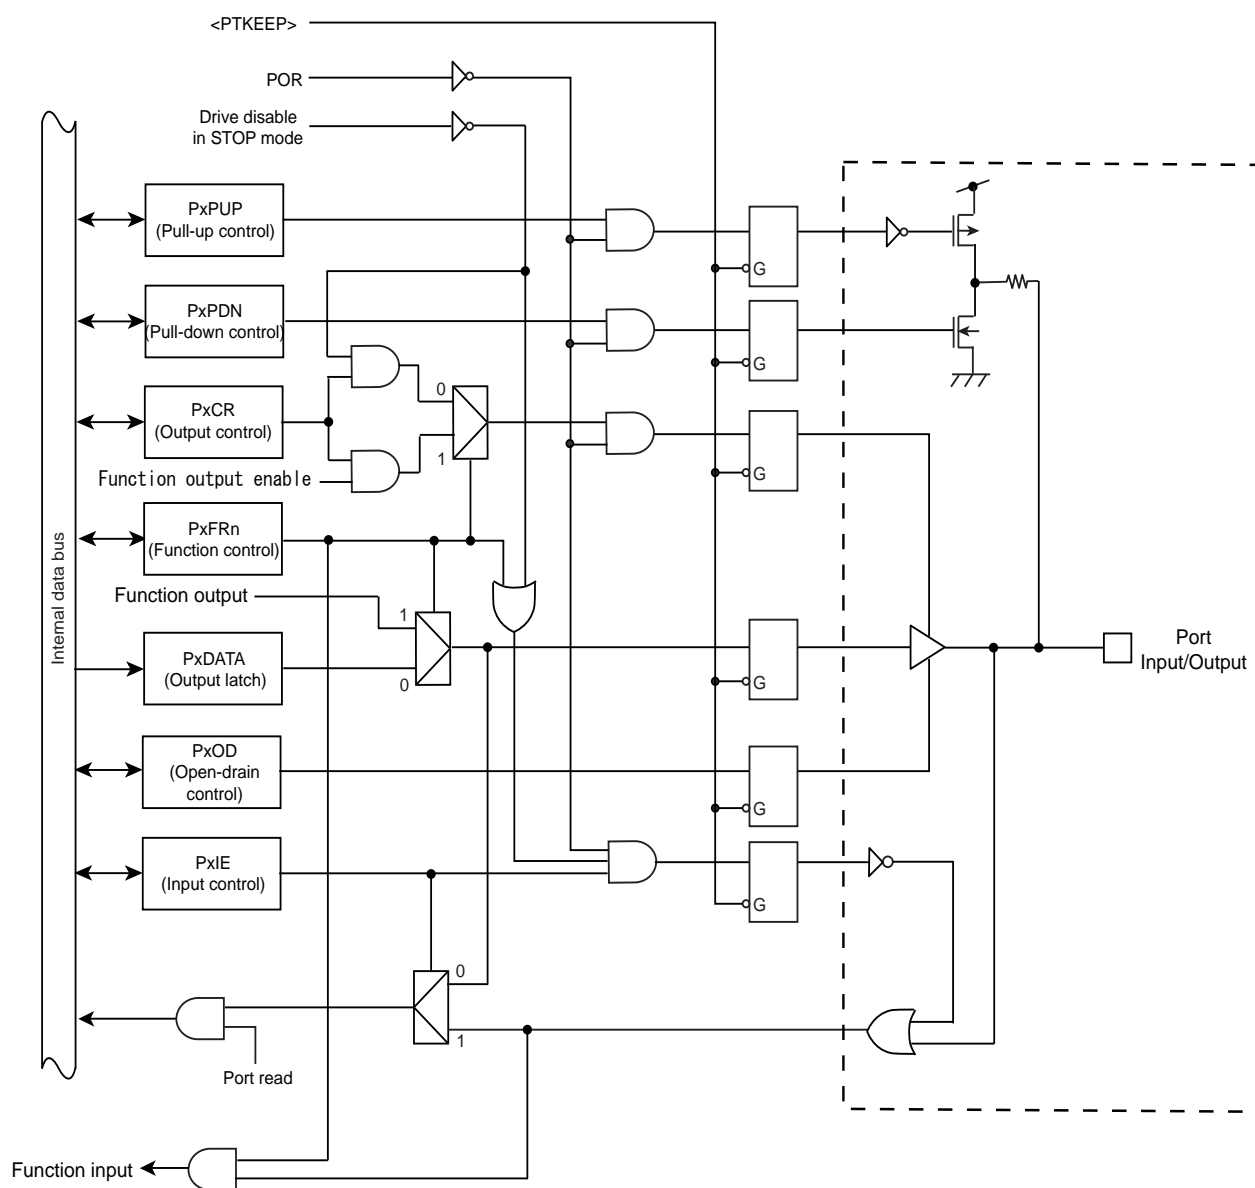 <PTKEEP>
POR
Drive disable
in STOP mode
PxPUP
(Pull-up control)
G
PxPDN
(Pull-down control)
G
PxCR
(Output control)
0
1
G
Function output enable
PxFRn
(Function control)
Internal data bus
Function output
1
0
PxDATA
(Output latch)
G
Port
Input/Output
PxOD
(Open-drain
control)
G
PxIE
(Input control)
G
0
1
Port read
Function input